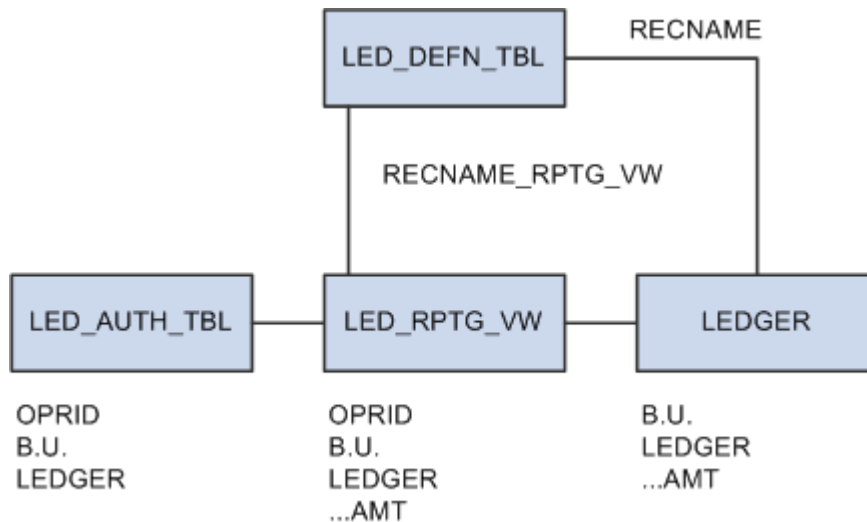 RECNAME
LED_DEFN_TBL
RECNAME_RPTG_VW
LED_AUTH_TBL
LED_RPTG_VW
LEDGER
OPRID
B.U.
LEDGER
OPRID
B.U.
LEDGER
...AMT
B.U.
LEDGER
...AMT